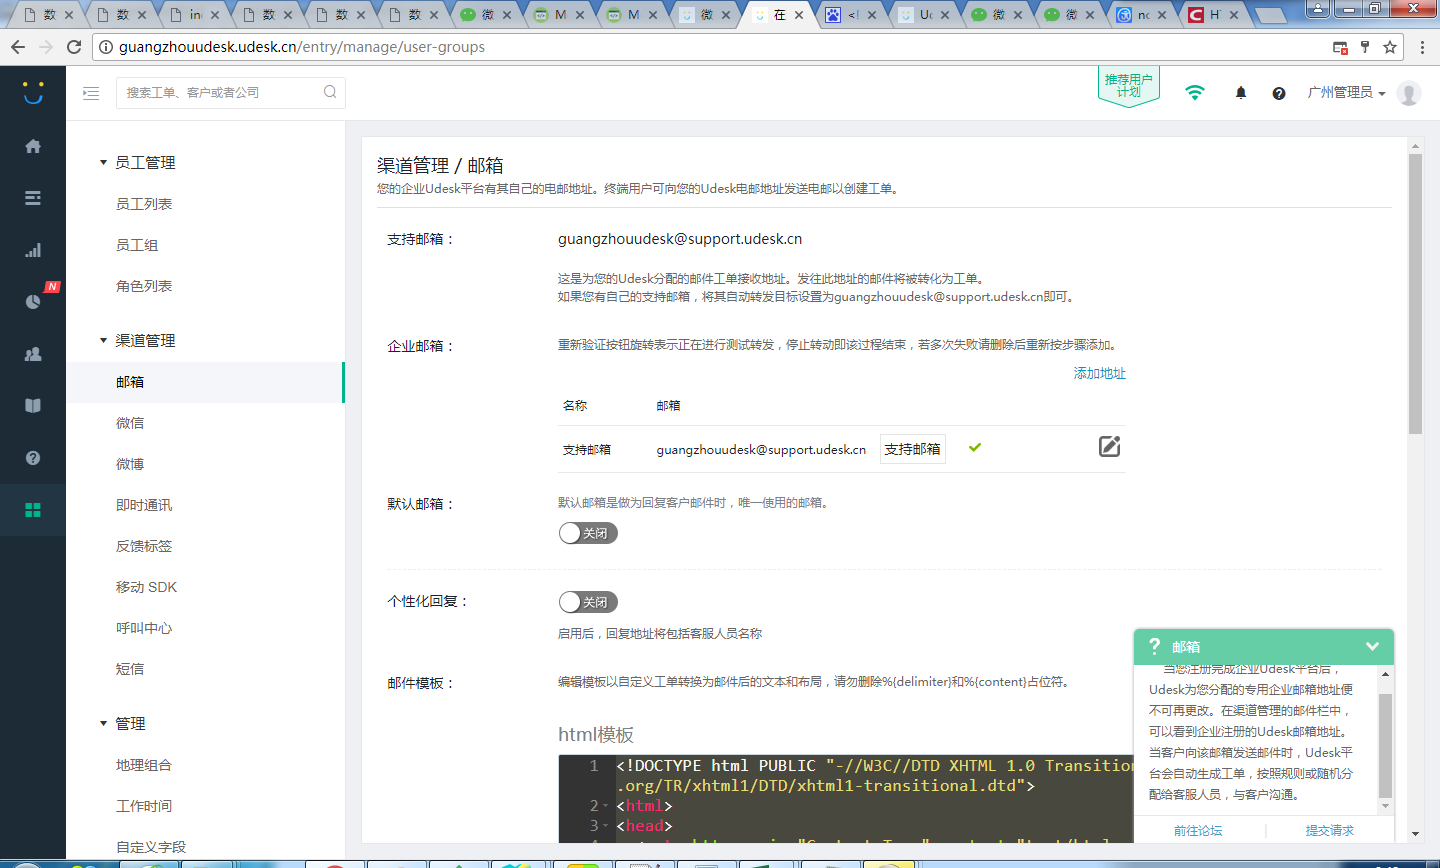 数
数
in
数
数
数
微
M
M
微
在
<!
Uc
微
微
no
H
guangzhouudesk.udesk.cn/entry/manage/user-groups
搜索工单、客户或者公司
推荐用户
计划
广州管理员
N
员工管理
员工列表
员工组
角色列表
渠道管理
邮箱
微信
微博
即时通讯
反馈标签
移动 SDK
呼叫中心
短信
管理
地理组合
工作时间
自定义字段
渠道管理 / 邮箱
您的企业Udesk平台有其自己的电邮地址。终端用户可向您的Udesk电邮地址发送电邮以创建工单。
支持邮箱：
guangzhouudesk@support.udesk.cn
这是为您的Udesk分配的邮件工单接收地址。发往此地址的邮件将被转化为工单。
如果您有自己的支持邮箱，将其自动转发目标设置为guangzhouudesk@support.udesk.cn即可。
企业邮箱：
重新验证按钮旋转表示正在进行测试转发，停止转动即该过程结束，若多次失败请删除后重新按步骤添加。
添加地址
名称 邮箱
支持邮箱 guangzhouudesk@support.udesk.cn 支持邮箱
默认邮箱：
默认邮箱是做为回复客户邮件时，唯一使用的邮箱。
关闭
个性化回复：
关闭
启用后，回复地址将包括客服人员名称
邮件模板：
编辑模板以自定义工单转换为邮件后的文本和布局，请勿删除%{delimiter}和%{content}占位符。
html模板
1 <!DOCTYPE html PUBLIC "-//W3C//DTD XHTML 1.0 Transition
.org/TR/xhtml1/DTD/xhtml1-transitional.dtd">
2 <html>
3 <head>
? 邮箱
当您注册完成企业Udesk平台后，
Udesk为您分配的专用企业邮箱地址便
不可再更改。在渠道管理的邮件栏中，
可以看到企业注册的Udesk邮箱地址。
当客户向该邮箱发送邮件时，Udesk平
台会自动生成工单，按照规则或随机分
配给客服人员，与客户沟通。
前往论坛 提交请求